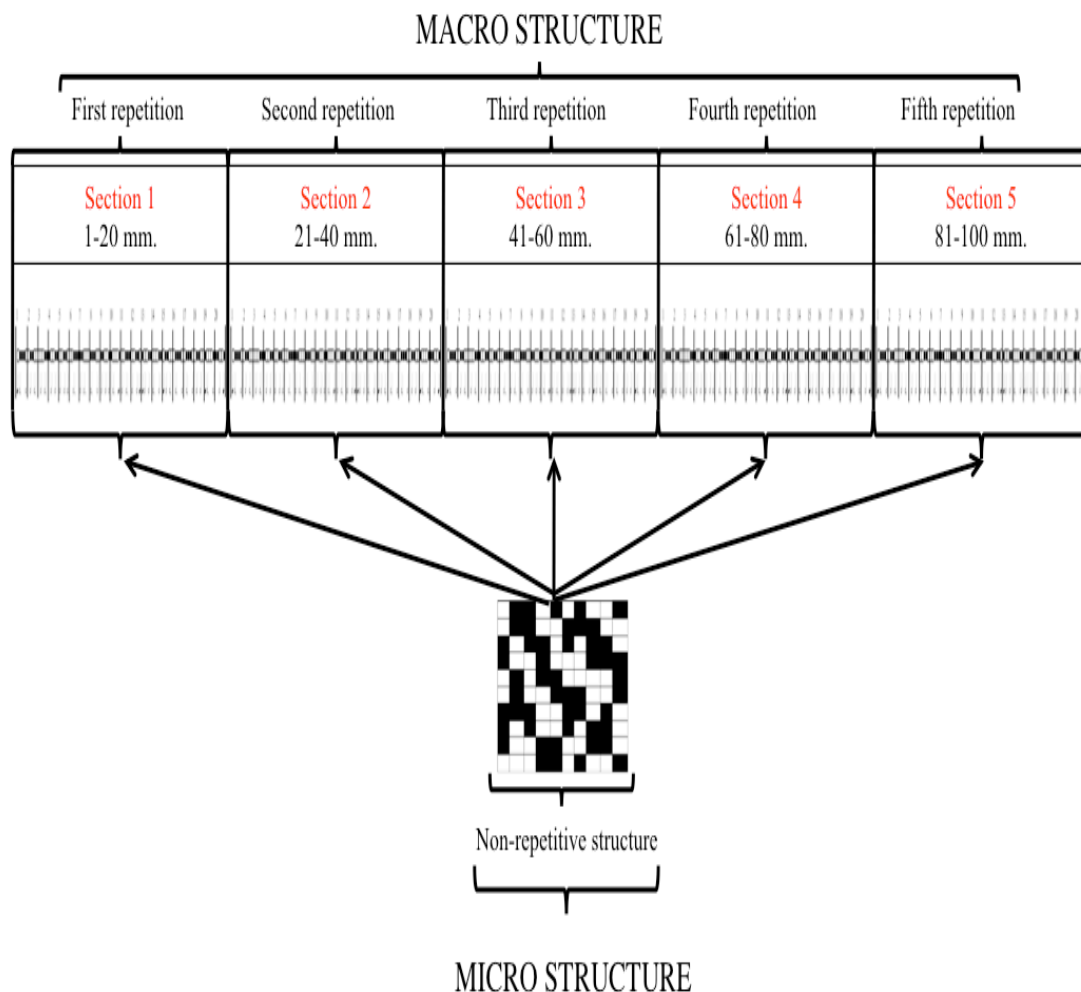 MACRO STRUCTURE
First repetition
Second repetition
Third repetition
Fourth repetition
Fifth repetition
Section 1
1-20 mm.
Section 2
21-40 mm.
Section 3
41-60 mm.
Section 4
61-80 mm.
Section 5
81-100 mm.
Non-repetitive structure
MICRO STRUCTURE